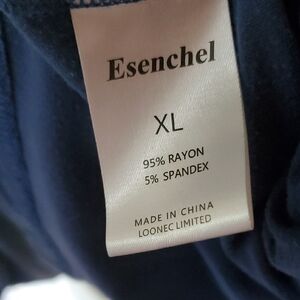 Esenchel
XL
95% RAYON
5% SPANDEX
MADE IN CHINA
LOONEC LIMITED